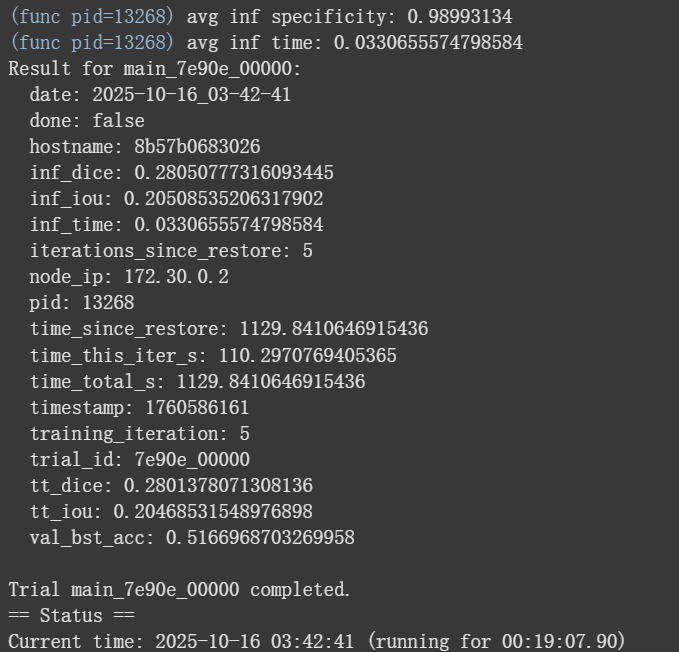 (func pid=13268) avg inf specificity: 0.98993134
(func pid=13268) avg inf time: 0.0330655574798584
Result for main_7e90e_00000:
  date: 2025-10-16_03-42-41
  done: false
  hostname: 8b57b0683026
  inf_dice: 0.28050777316093445
  inf_iou: 0.20508535206317902
  inf_time: 0.0330655574798584
  iterations_since_restore: 5
  node_ip: 172.30.0.2
  pid: 13268
  time_since_restore: 1129.8410646915436
  time_this_iter_s: 110.2970769405365
  time_total_s: 1129.8410646915436
  timestamp: 1760586161
  training_iteration: 5
  trial_id: 7e90e_00000
  tt_dice: 0.2801378071308136
  tt_iou: 0.20468531548976898
  val_bst_acc: 0.5166968703269958
Trial main_7e90e_00000 completed.
== Status ==
Current time: 2025-10-16 03:42:41 (running for 00:19:07.90)